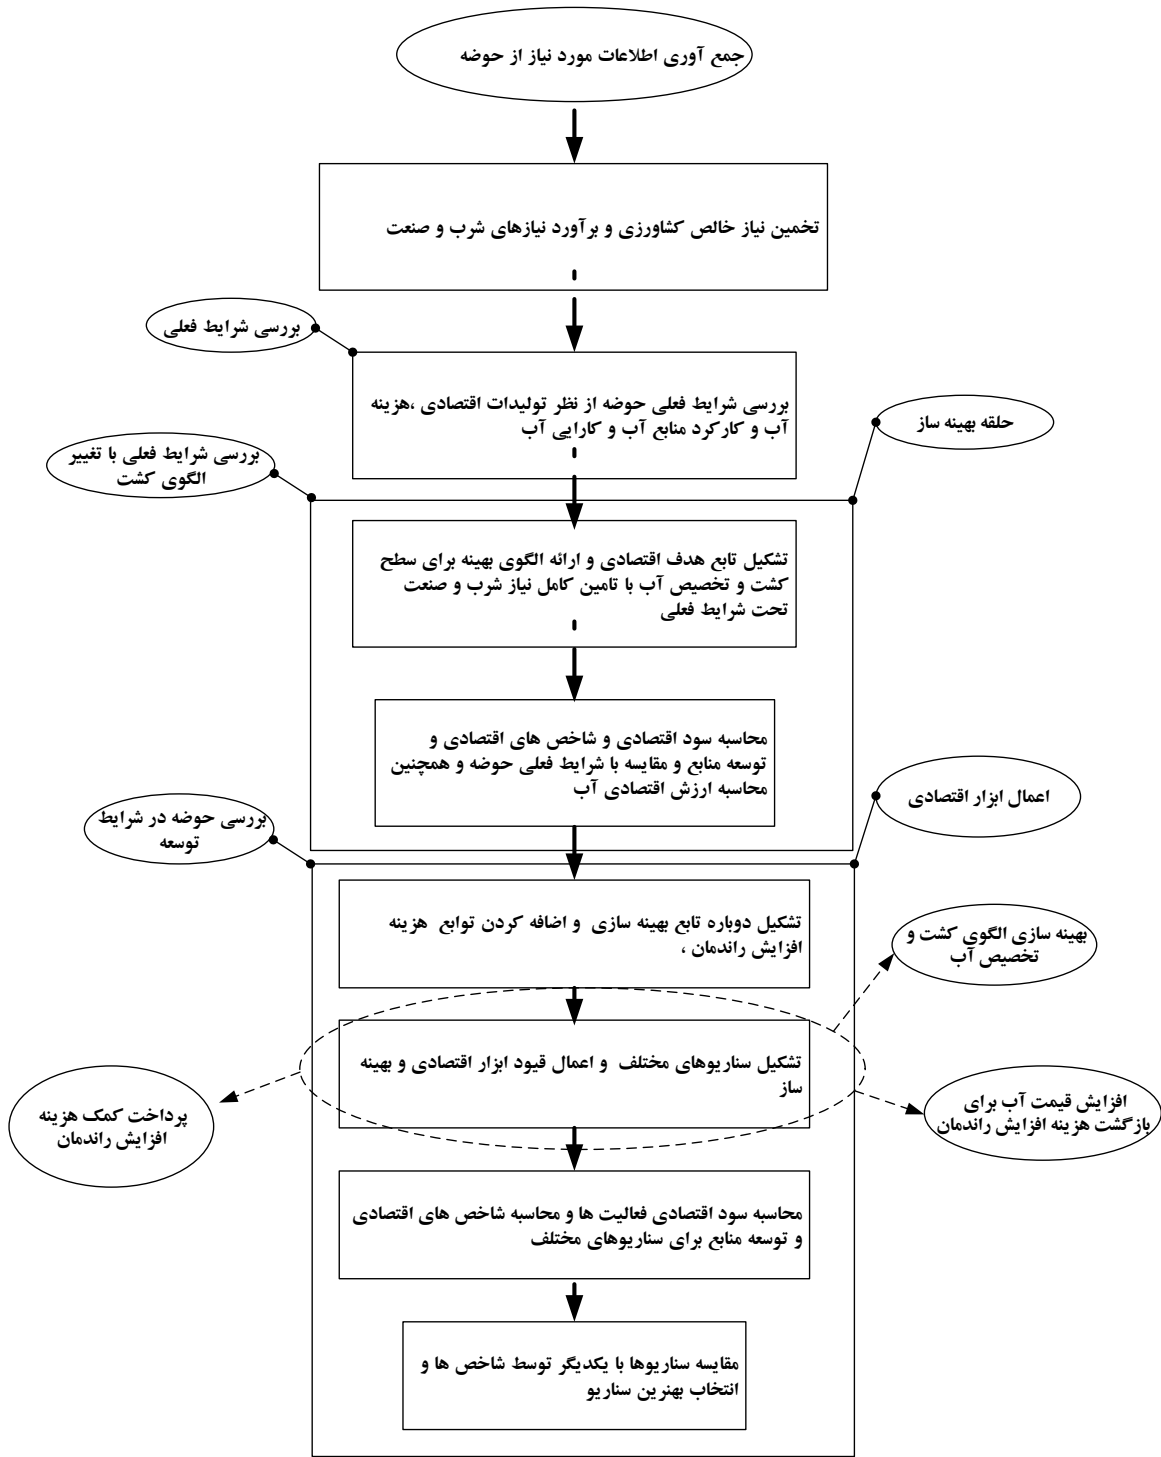 جمع آوری اطلاعات مورد نیاز از حوضه
تخمین نیاز خالص کشاورزی و برآورد نیازهای شرب و صنعت
بررسی شرایط فعلی
بررسی شرایط فعلی حوضه از نظر تولیدات اقتصادی ،هزینه
آب و کارکرد منابع آب و کارایی آب
حلقه بهینه ساز
بررسی شرایط فعلی با تغییر
الگوی کشت
تشکیل تابع هدف اقتصادی و ارائه الگوی بهینه برای سطح
کشت و تخصیص آب با تامین کامل نیاز شرب و صنعت
تحت شرایط فعلی
محاسبه سود اقتصادی و شاخص های اقتصادی و
توسعه منابع و مقایسه با شرایط فعلی حوضه و همچنین
محاسبه ارزش اقتصادی آب
اعمال ابزار اقتصادی
بررسی حوضه در شرایط
توسعه
تشکیل دوباره تابع بهینه سازی و اضافه کردن توابع هزینه
افزایش راندمان ،
بهینه سازی الگوی کشت و
تخصیص آب
تشکیل سناریوهای مختلف و اعمال قیود ابزار اقتصادی و بهینه
ساز
پرداخت کمک هزینه
افزایش راندمان
افزایش قیمت آب برای
بازگشت هزینه افزایش راندمان
محاسبه سود اقتصادی فعالیت ها و محاسبه شاخص های اقتصادی
و توسعه منابع برای سناریوهای مختلف
مقایسه سناریوها با یکدیگر توسط شاخص ها و
انتخاب بهنرین سناریو